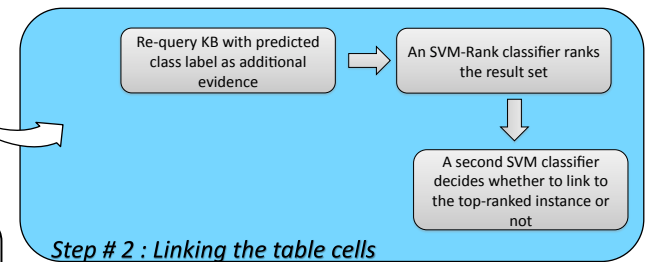 Re-query KB with predicted
class label as additional
evidence
An SVM-Rank classifier ranks
the result set
A second SVM classifier
decides whether to link to
the top-ranked instance or
not
Step # 2 : Linking the table cells